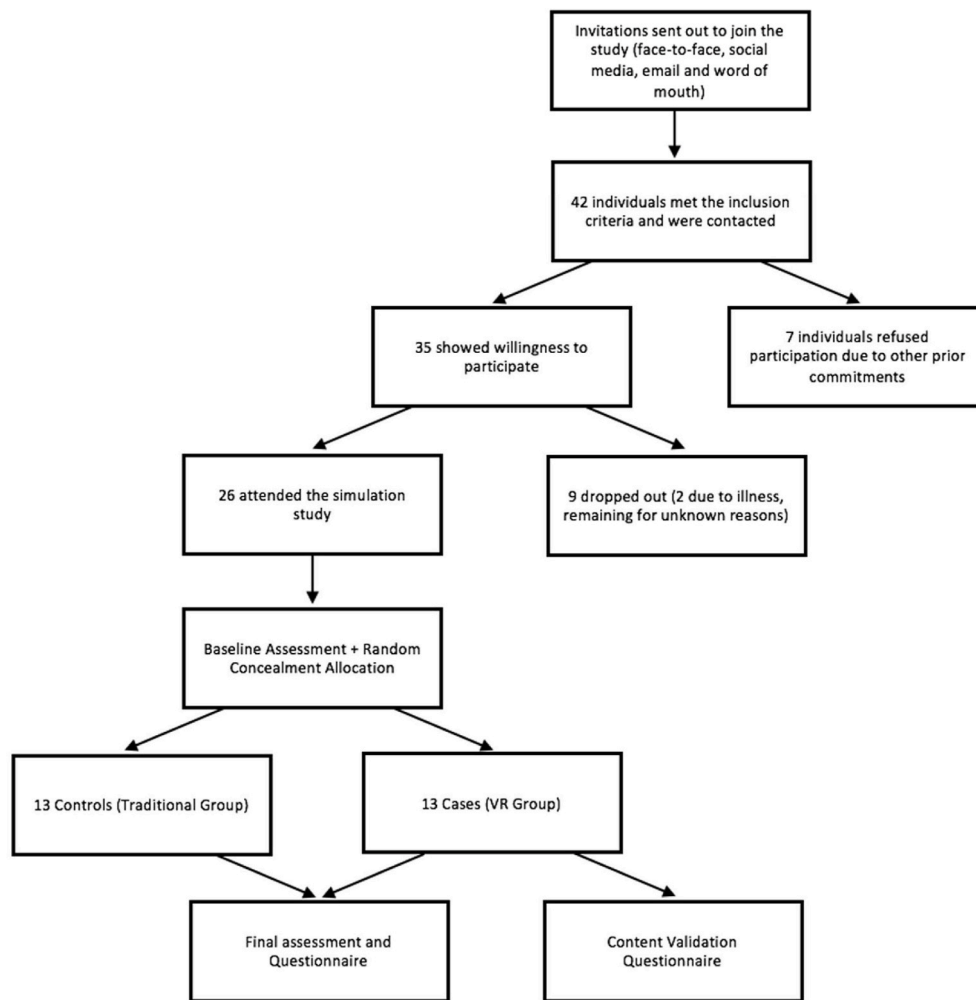 Invitations sent out to join the
study (face-to-face, social
media, email and word of
mouth)
42 individuals met the inclusion
criteria and were contacted
35 showed willingness to
participate
7 individuals refused
participation due to other prior
commitments
26 attended the simulation
study
9 dropped out (2 due to illness,
remaining for unknown reasons)
Baseline Assessment + Random
Concealment Allocation
13 Controls (Traditional Group)
13 Cases (VR Group)
Final assessment and
Questionnaire
Content Validation
Questionnaire